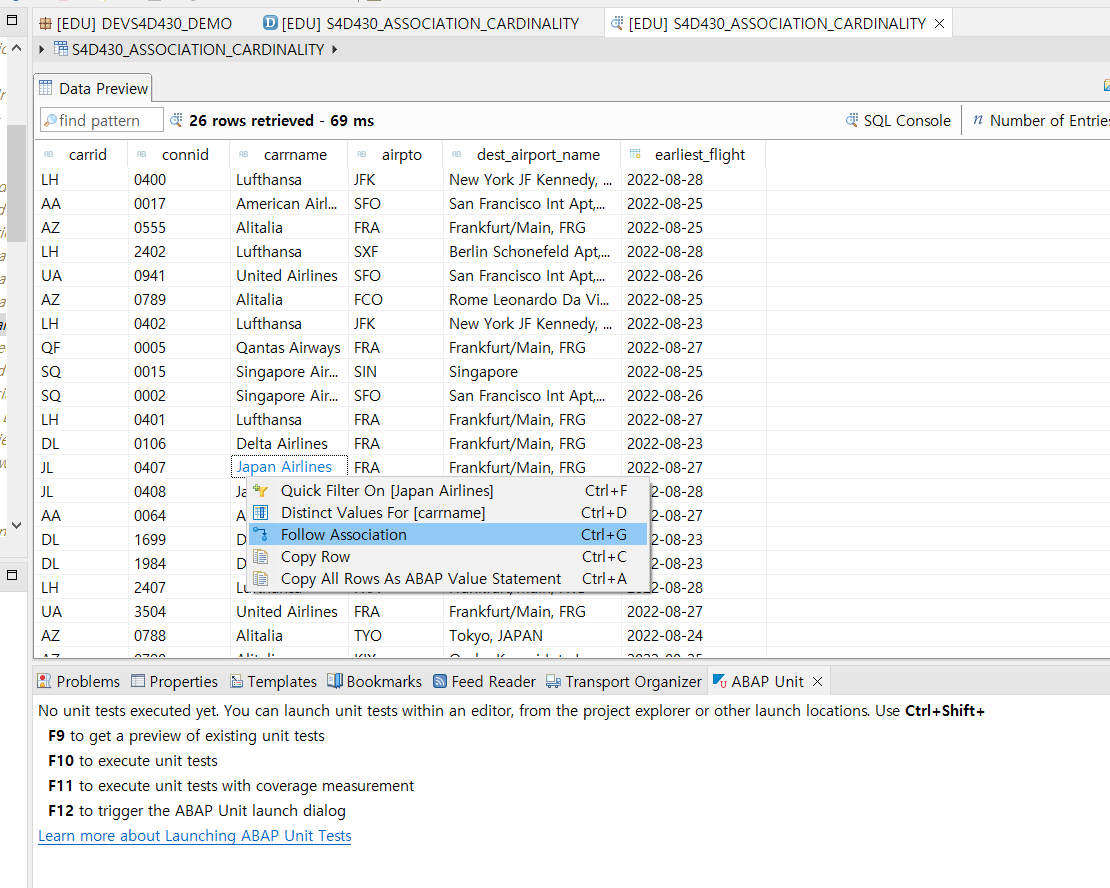 [EDU] DEVS4D430_DEMO [EDU] S4D430_ASSOCIATION_CARDINALITY [EDU] S4D430_ASSOCIATION_CARDINALITY
S4D430_ASSOCIATION_CARDINALITY
Data Preview
find pattern 26 rows retrieved - 69 ms SQL Console Number of Entries
carrid connid carrname airpto dest_airport_name earliest_flight
LH 0400 Lufthansa JFK New York JF Kennedy, ... 2022-08-28
AA 0017 American Airl... SFO San Francisco Int Apt,... 2022-08-25
AZ 0555 Alitalia FRA Frankfurt/Main, FRG 2022-08-25
LH 2402 Lufthansa SXF Berlin Schonefeld Apt,... 2022-08-28
UA 0941 United Airlines SFO San Francisco Int Apt,... 2022-08-26
AZ 0789 Alitalia FCO Rome Leonardo Da Vi... 2022-08-25
LH 0402 Lufthansa JFK New York JF Kennedy, ... 2022-08-23
QF 0005 Qantas Airways FRA Frankfurt/Main, FRG 2022-08-27
SQ 0015 Singapore Air... SIN Singapore 2022-08-25
SQ 0002 Singapore Air... SFO San Francisco Int Apt,... 2022-08-26
LH 0401 Lufthansa FRA Frankfurt/Main, FRG 2022-08-27
DL 0106 Delta Airlines FRA Frankfurt/Main, FRG 2022-08-23
JL 0407 Japan Airlines FRA Frankfurt/Main, FRG 2022-08-27
JL 0408 2-08-28
AA 0064 2-08-27
DL 1699 2-08-23
DL 1984 2-08-23
LH 2407 2-08-28
Quick Filter On [Japan Airlines] Ctrl+F
Distinct Values For [carrname] Ctrl+D
Follow Association Ctrl+G
Copy Row Ctrl+C
Copy All Rows As ABAP Value Statement Ctrl+A
UA 3504 United Airlines FRA Frankfurt/Main, FRG 2022-08-27
AZ 0788 Alitalia TYO Tokyo, JAPAN 2022-08-24
Problems Properties Templates Bookmarks Feed Reader Transport Organizer ABAP Unit
No unit tests executed yet. You can launch unit tests within an editor, from the project explorer or other launch locations. Use Ctrl+Shift+
F9 to get a preview of existing unit tests
F10 to execute unit tests
F11 to execute unit tests with coverage measurement
F12 to trigger the ABAP Unit launch dialog
Learn more about Launching ABAP Unit Tests